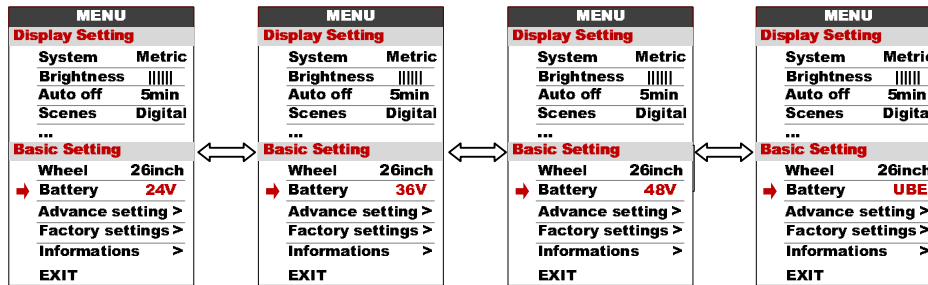 MENU
Display Setting
System Metric
Brightness ||||||
Auto off 5min
Scenes Digital
...
Basic Setting
Wheel 26inch
Battery 24V
Advance setting >
Factory settings >
Informations >
EXIT
MENU
Display Setting
System Metric
Brightness ||||||
Auto off 5min
Scenes Digital
...
Basic Setting
Wheel 26inch
Battery 36V
Advance setting >
Factory settings >
Informations >
EXIT
MENU
Display Setting
System Metric
Brightness ||||||
Auto off 5min
Scenes Digital
...
Basic Setting
Wheel 26inch
Battery 48V
Advance setting >
Factory settings >
Informations >
EXIT
MENU
Display Setting
System Metric
Brightness ||||||
Auto off 5min
Scenes Digital
...
Basic Setting
Wheel 26inch
Battery UBE
Advance setting >
Factory settings >
Informations >
EXIT